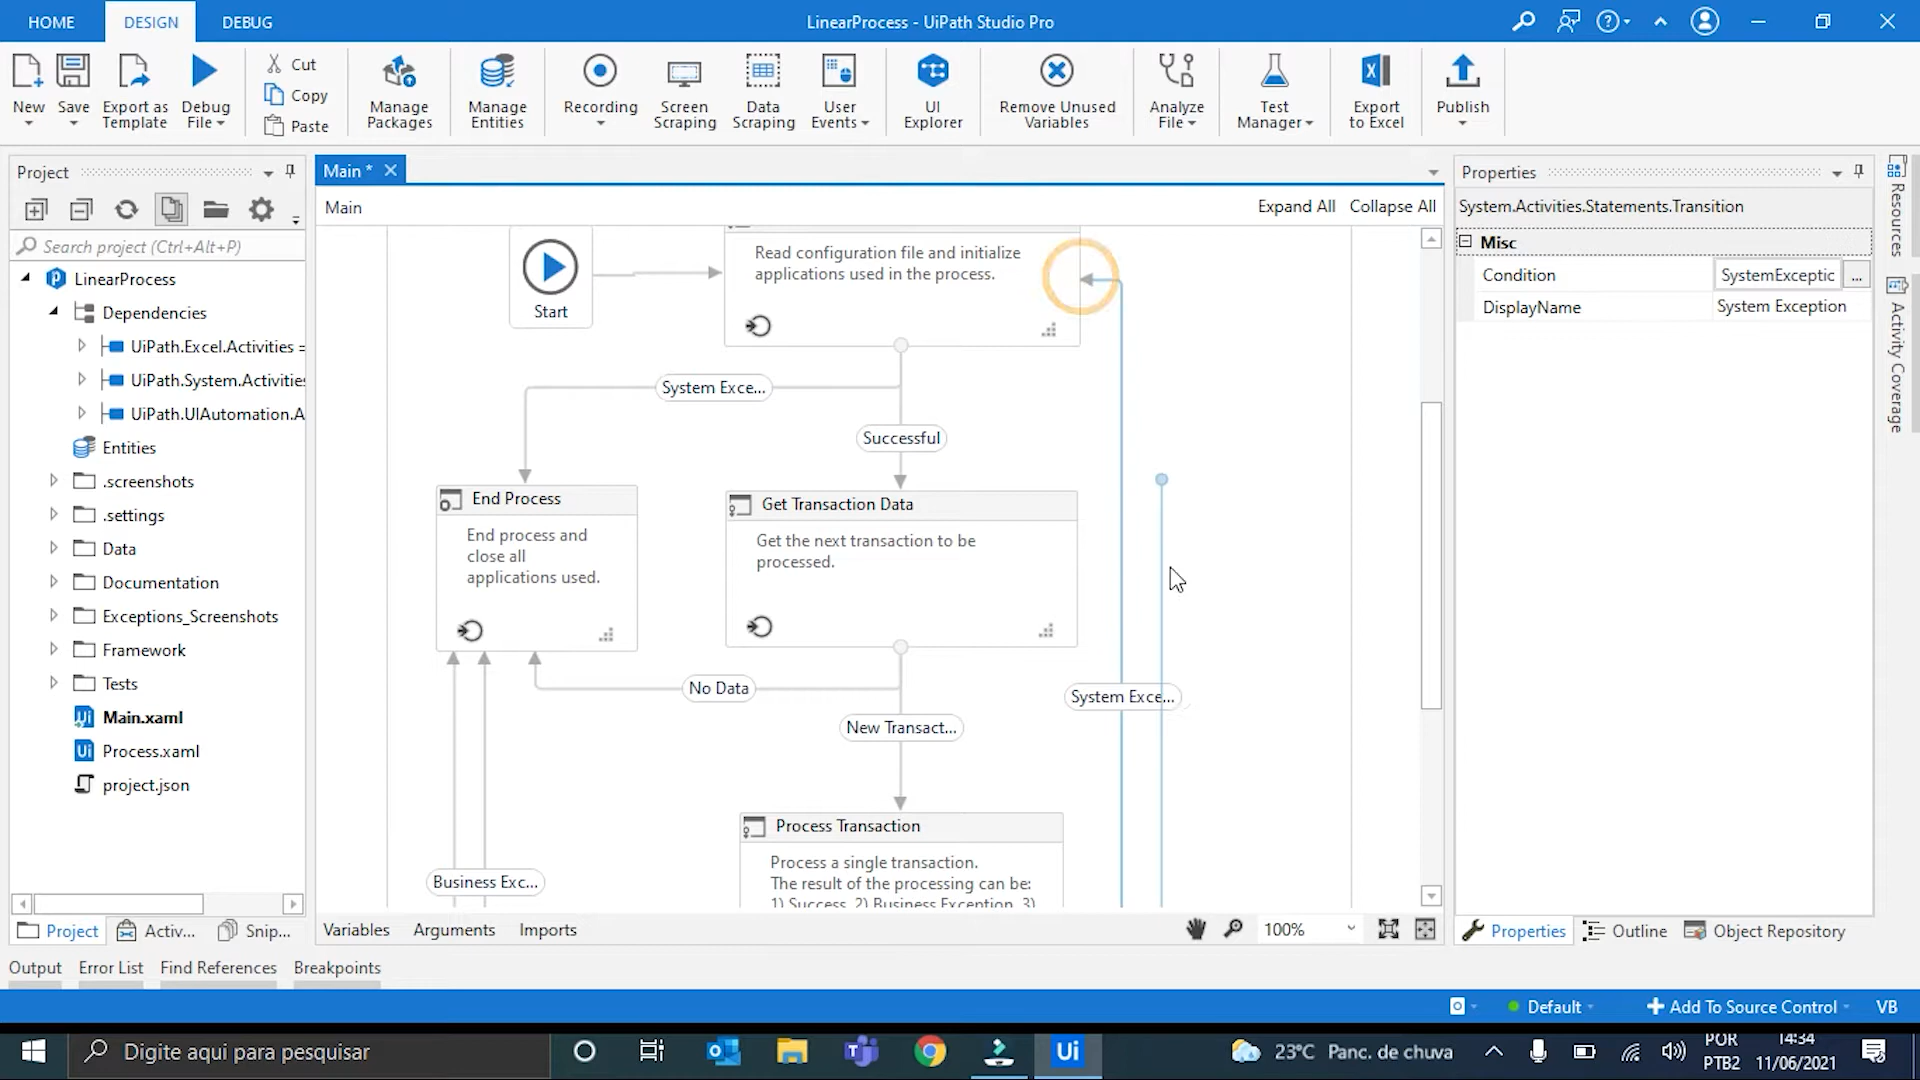 HOME
DESIGN
DEBUG
LinearProcess - UiPath Studio Pro
New
Save
Export as
Template
Debug
File
Cut
Copy
Paste
Manage
Packages
Manage
Entities
Recording
Screen
Scraping
Data
Scraping
User
Events
UI
Explorer
Remove Unused
Variables
Analyze
File
Test
Manager
Export
to Excel
Publish
Project
Search project (Ctrl+Alt+P)
LinearProcess
Dependencies
UiPath.Excel.Activities =
UiPath.System.Activities
UiPath.UIAutomation.A
Entities
.screenshots
.settings
Data
Documentation
Exceptions_Screenshots
Framework
Tests
Main.xaml
Process.xaml
project.json
Project
Activ...
Snip...
Main *
Main
Expand All
Collapse All
Start
Read configuration file and initialize
applications used in the process.
System Exce...
Successful
End Process
End process and
close all
applications used.
Get Transaction Data
Get the next transaction to be
processed.
No Data
New Transact...
System Exce...
Process Transaction
Process a single transaction.
The result of the processing can be:
1) Success, 2) Business Exception, 3)
Business Exc...
Variables
Arguments
Imports
100%
Properties
System.Activities.Statements.Transition
Misc
Condition
SystemExceptic
...
DisplayName
System Exception
Properties
Outline
Object Repository
Resources
Activity Coverage
Output
Error List
Find References
Breakpoints
Default
Add To Source Control
VB
Digite aqui para pesquisar
Ui
23°C Panc. de chuva
POR
PTB2
14:34
11/06/2021